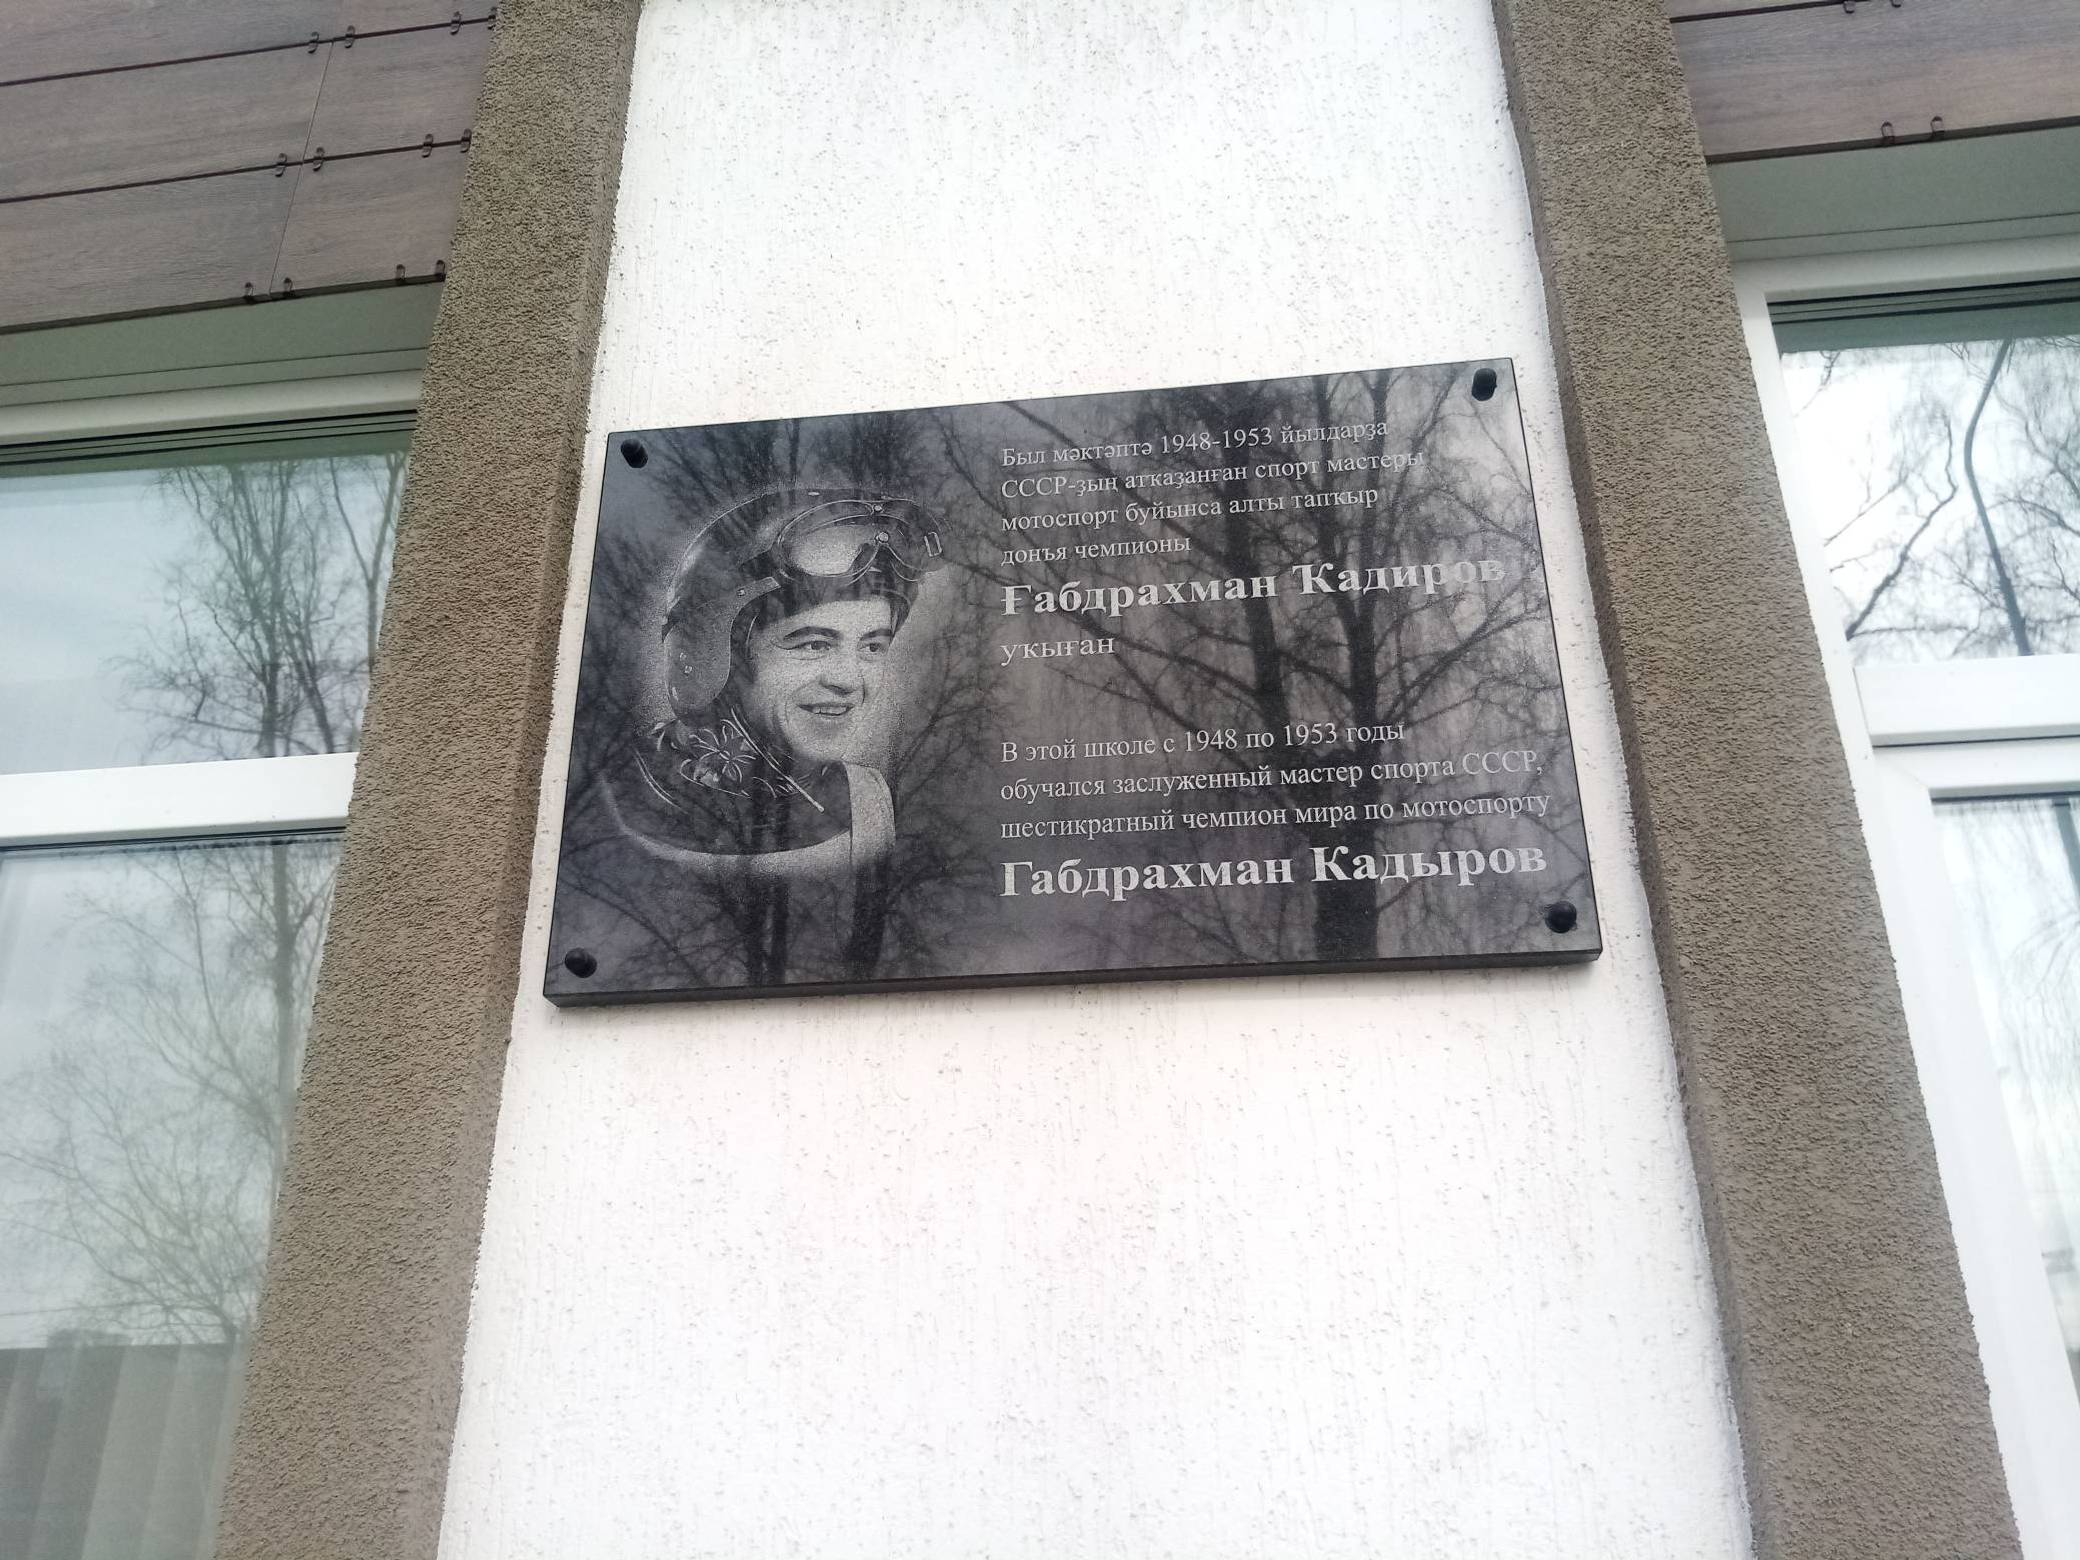 Был мәктәптә 1948-1953 йылдарҙа
СССР-ҙың атҡаҙанған спорт мастеры
мотоспорт буйынса алты тапҡыр
донъя чемпионы
Ғабдрахман Ҡадиров
уҡыған
В этой школе с 1948 по 1953 годы
обучался заслуженный мастер спорта СССР,
шестикратный чемпион мира по мотоспорту
Габдрахман Кадыров